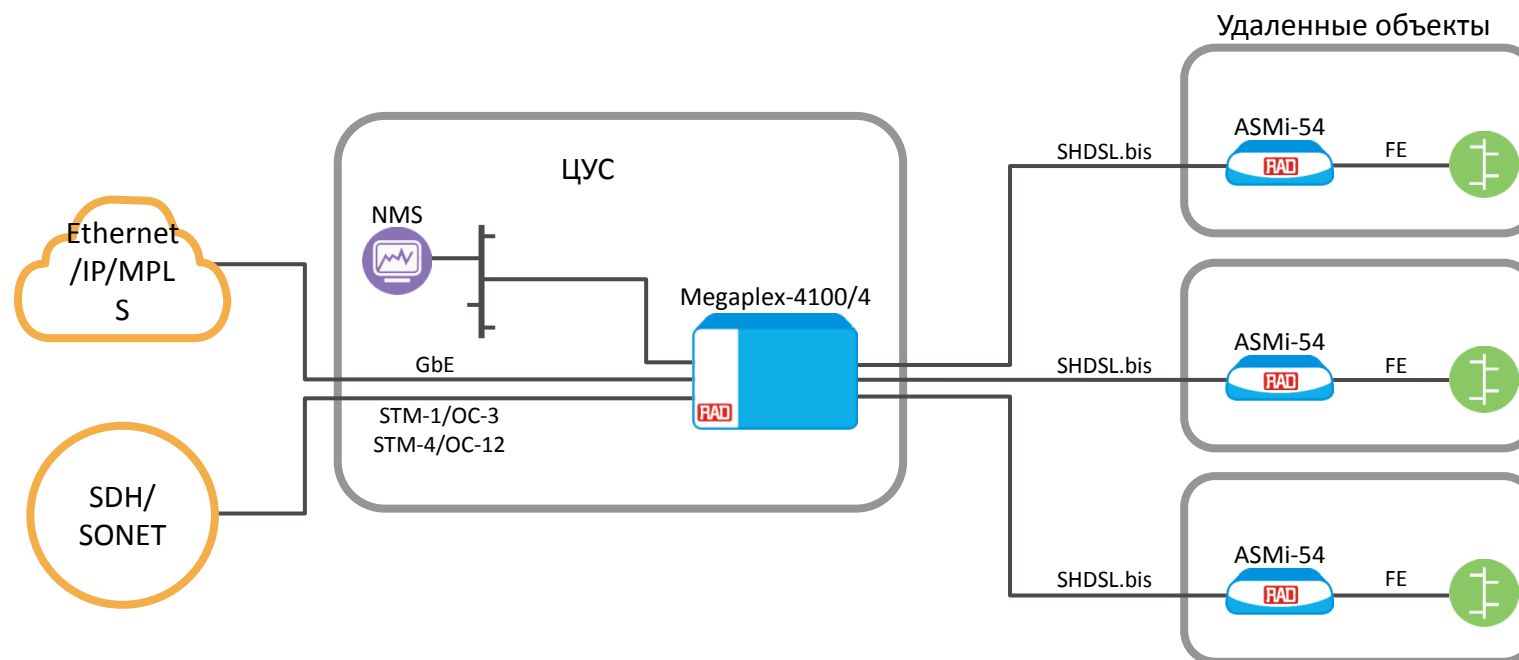 Удаленные объекты
ЦУС
NMS
Ethernet
/IP/MPL
S
Megaplex-4100/4
RAD
GbE
STM-1/OC-3
STM-4/OC-12
SDH/
SONET
SHDSL.bis
ASMi-54
RAD
FE
SHDSL.bis
ASMi-54
RAD
FE
SHDSL.bis
ASMi-54
RAD
FE